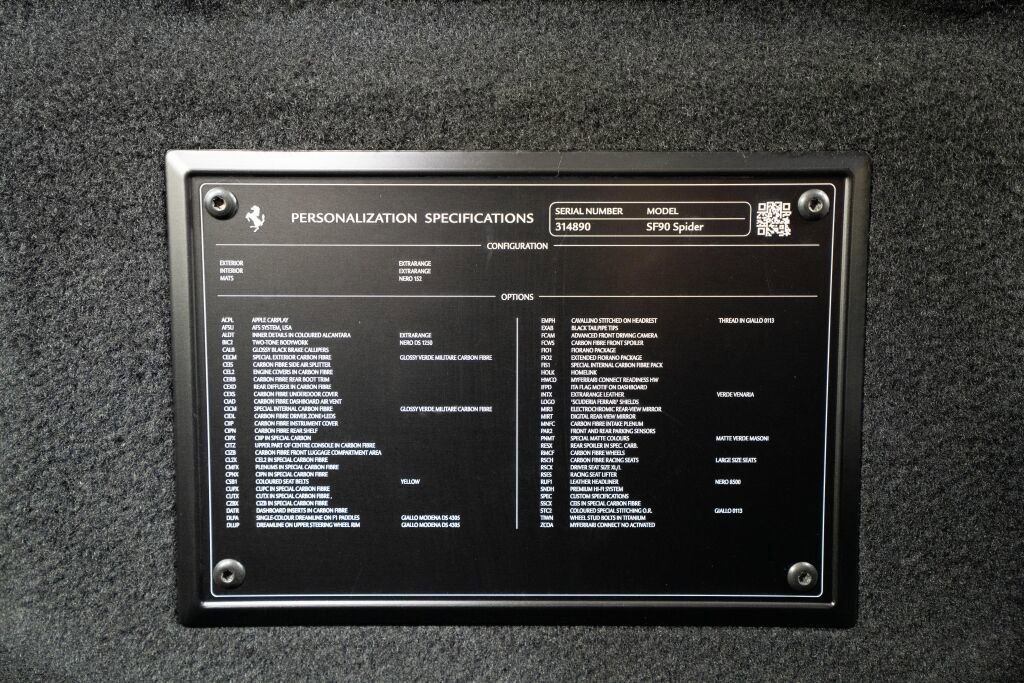 PERSONALIZATION SPECIFICATIONS
SERIAL NUMBER MODEL
314890 SF90 Spider
CONFIGURATION
EXTERIOR EXTRARANGE
INTERIOR EXTRARANGE
MATS NERO 152
OPTIONS
ACPL APPLE CARPLAY
AFSU AFS SYSTEM, USA
ALDT INNER DETAILS IN COLOURED ALCANTARA EXTRARANGE
BIC2 TWO-TONE BODYWORK NERO DS 1250
CALB GLOSSY BLACK BRAKE CALLIPERS
CECM SPECIAL EXTERIOR CARBON FIBRE GLOSSY VERDE MILITARE CARBON FIBRE
CEIS CARBON FIBRE SIDE AIR SPLITTER
CEL2 ENGINE COVERS IN CARBON FIBRE
CERB CARBON FIBRE REAR BOOT TRIM
CEXD REAR DIFFUSER IN CARBON FIBRE
CEXS CARBON FIBRE UNDERDOOR COVER
CIAD CARBON FIBRE DASHBOARD AIR VENT
CICM SPECIAL INTERNAL CARBON FIBRE GLOSSY VERDE MILITARE CARBON FIBRE
CIDL CARBON FIBRE DRIVER ZONE+LEDS
CIIP CARBON FIBRE INSTRUMENT COVER
CIPN CARBON FIBRE REAR SHELF
CIPX CIIP IN SPECIAL CARBON
CITZ UPPER PART OF CENTRE CONSOLE IN CARBON FIBRE
CIZB CARBON FIBRE FRONT LUGGAGE COMPARTMENT AREA
CL2X CEL2 IN SPECIAL CARBON FIBRE
CMFX PLENUMS IN SPECIAL CARBON FIBRE
CPNX CIPN IN SPECIAL CARBON FIBRE
CSB1 COLOURED SEAT BELTS YELLOW
CUPX CUPC IN SPECIAL CARBON FIBRE
CUTX CUTX IN CARBON FIBRE ,
CZBX CIZB IN SPECIAL CARBON FIBRE
DATR DASHBOARD INSERTS IN CARBON FIBRE
DLPA SINGLE-COLOUR DREAMLINE ON F1 PADDLES GIALLO MODENA DS 4305
DLUP DREAMLINE ON UPPER STEERING WHEEL RIM GIALLO MODENA DS 4305
EMPH CAVALLINO STITCHED ON HEADREST THREAD IN GIALLO 0113
EXAB BLACK TAILPIPE TIPS
FCAM ADVANCED FRONT DRIVING CAMERA
FCWS CARBON FIBRE FRONT SPOILER
FIO1 FIORANO PACKAGE
FIO2 EXTENDED FIORANO PACKAGE
FIS1 SPECIAL INTERNAL CARBON FIBRE PACK
HOLK HOMELINK
HWCO MYFERRARI CONNECT READINESS HW
IFPD ITA FLAG MOTIF ON DASHBOARD
INTX EXTRARANGE LEATHER VERDE VENARIA
LOGO "SCUDERIA FERRARI" SHIELDS
MIR3 ELECTROCHROMIC REAR-VIEW MIRROR
MIRT DIGITAL REAR-VIEW MIRROR
MNFC CARBON FIBRE INTAKE PLENUM
PAR2 FRONT AND REAR PARKING SENSORS
PNMT SPECIAL MATTE COLOURS MATTE VERDE MASONI
RESX REAR SPOILER IN SPEC. CARB.
RMCF CARBON FIBRE WHEELS
RSCH CARBON FIBRE RACING SEATS LARGE SIZE SEATS
RSCX DRIVER SEAT SIZE XL/L
RSES RACING SEAT LIFTER
RUF1 LEATHER HEADLINER NERO 8500
SNDH PREMIUM HI-FI SYSTEM
SPEC CUSTOM SPECIFICATIONS
SSCX CEIS IN SPECIAL CARBON FIBRE
STC2 COLOURED SPECIAL STITCHING O.R. GIALLO 0113
TIWN WHEEL STUD BOLTS IN TITANIUM
ZCOA MYFERRARI CONNECT NO ACTIVATED